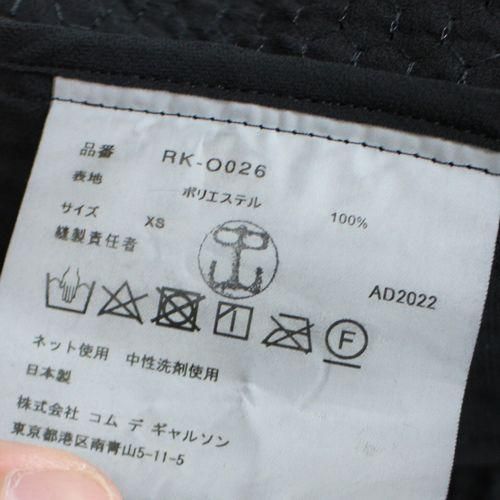 品番 RK-O026
表地 ポリエステル 100%
サイズ XS
縫製責任者 AD2022
F
ネット使用 中性洗剤使用
日本製
株式会社 コム デ ギャルソン
東京都港区南青山5-11-5